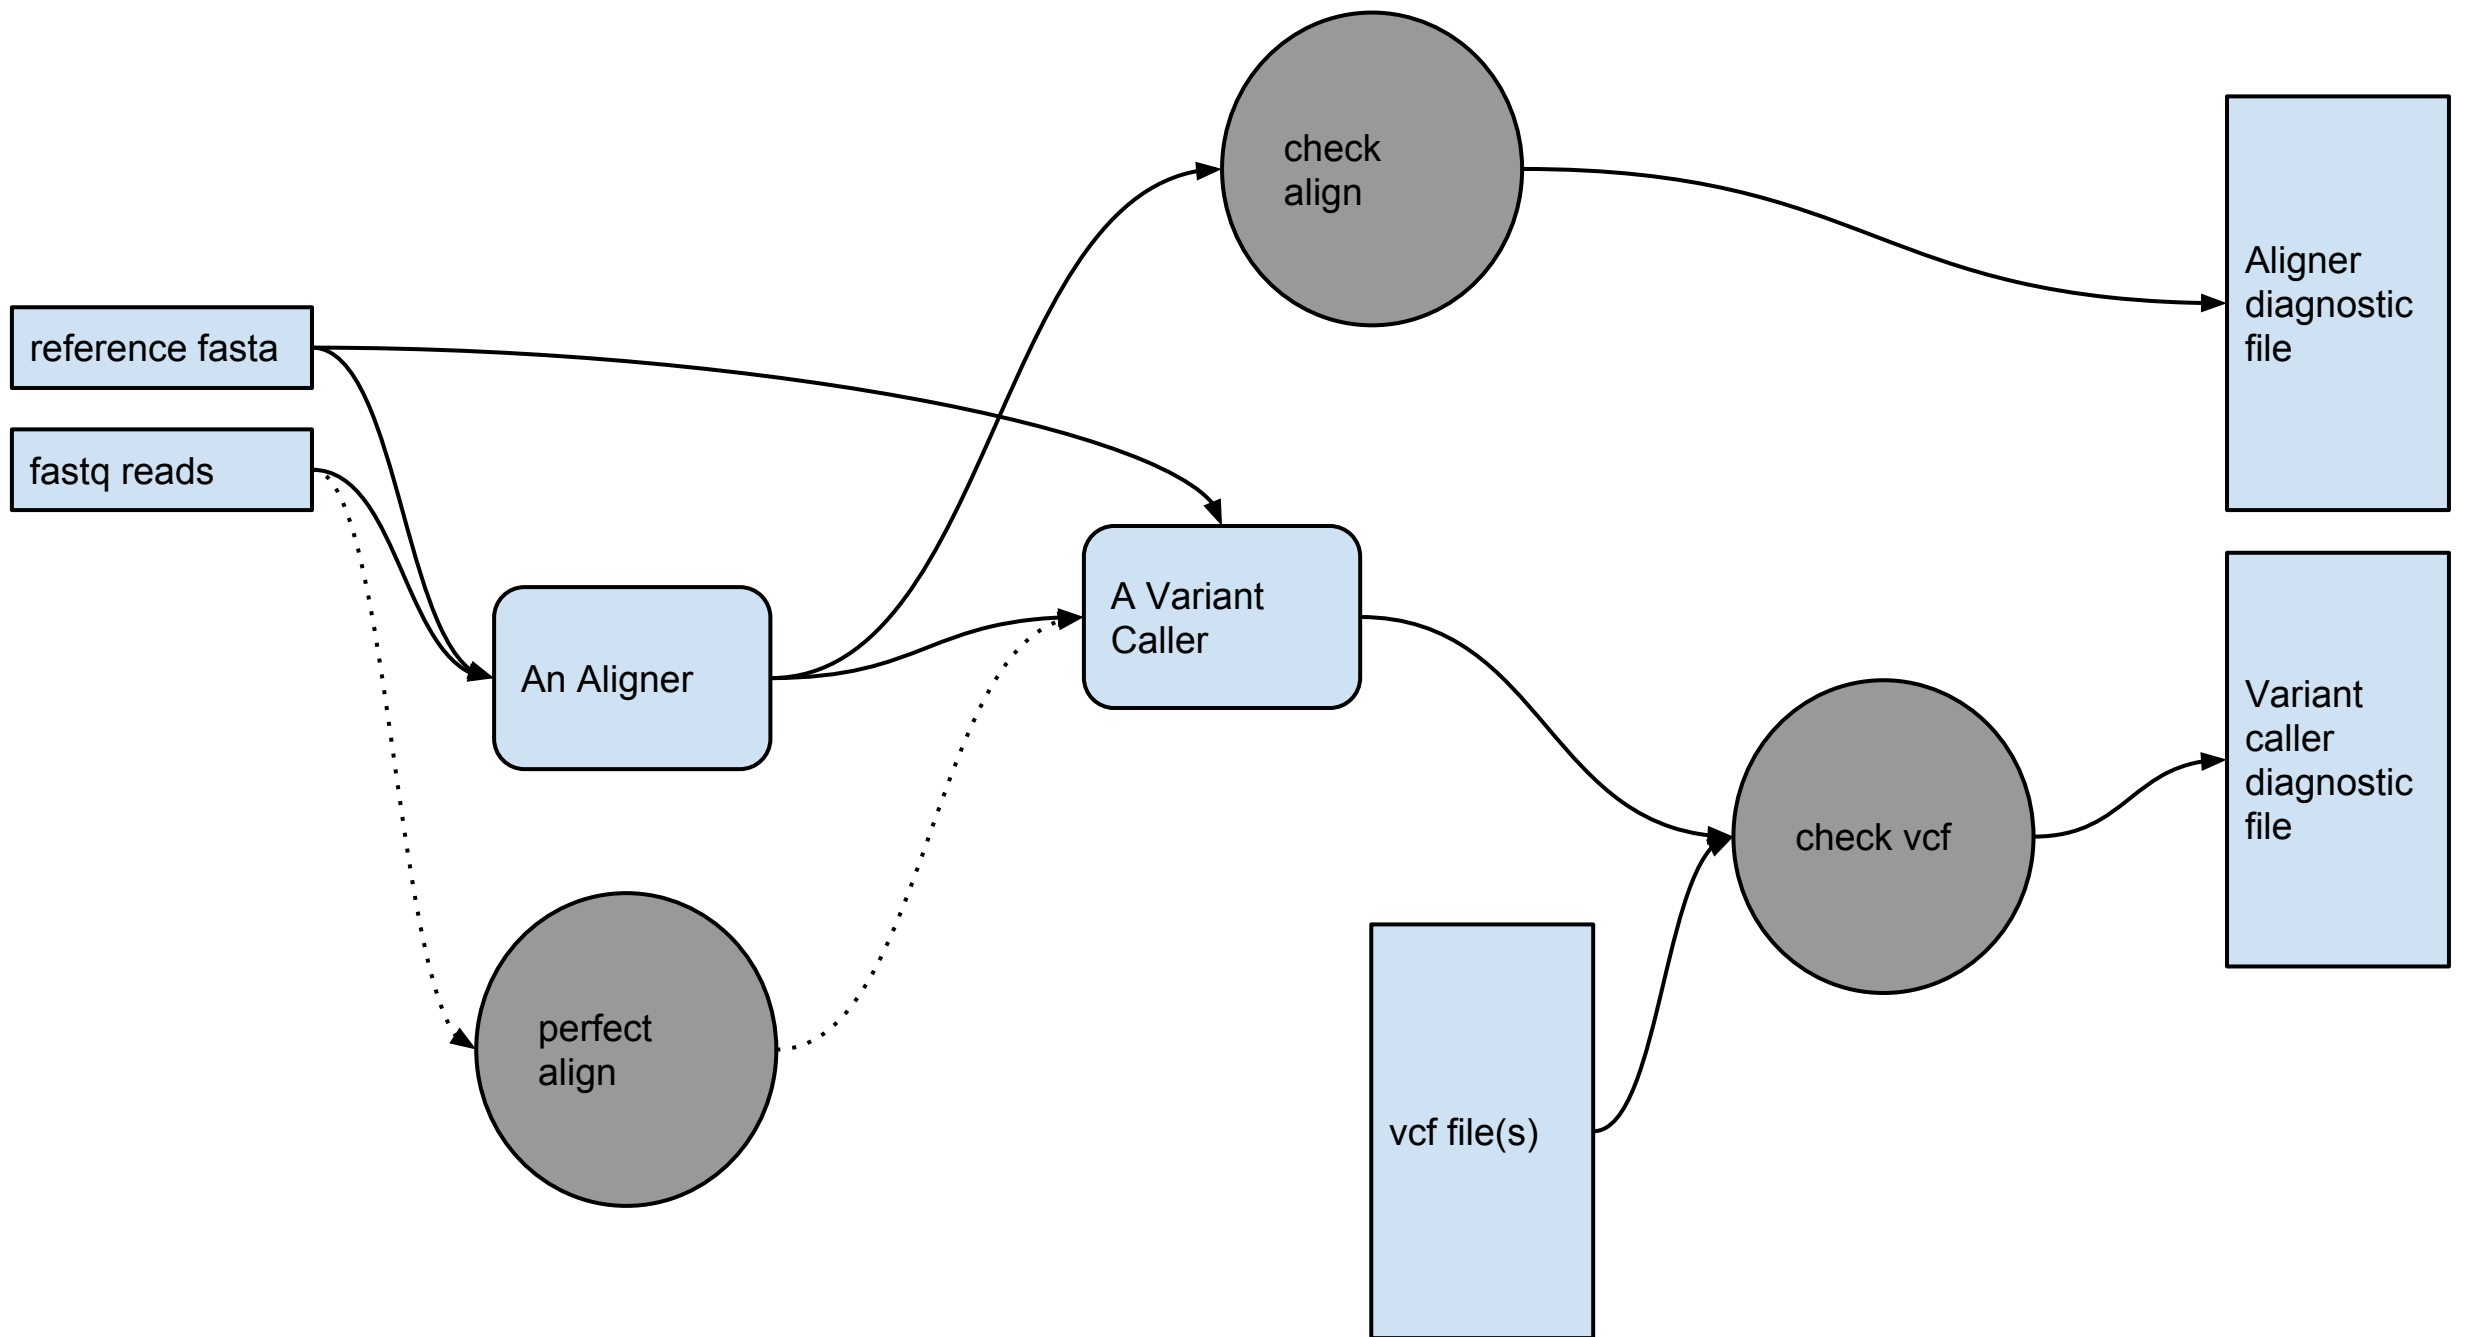 check
align
Aligner
diagnostic
file
reference fasta
fastq reads
A Variant
Caller
An Aligner
Variant
caller
diagnostic
file
check vcf
perfect
align
vcf file(s)